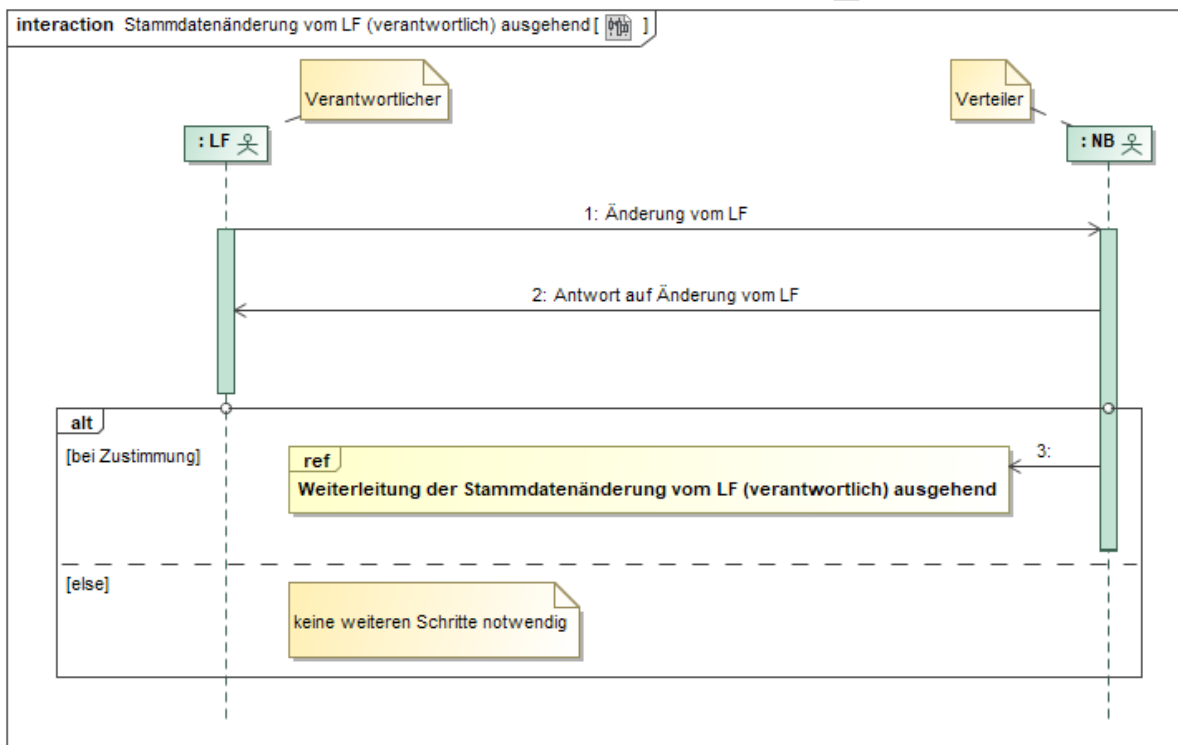 interaction Stammdatenänderung vom LF (verantwortlich) ausgehend [ ]
Verantwortlicher
Verteiler
: LF
: NB
1: Änderung vom LF
2: Antwort auf Änderung vom LF
alt
[bei Zustimmung]
3:
ref
Weiterleitung der Stammdatenänderung vom LF (verantwortlich) ausgehend
[else]
keine weiteren Schritte notwendig